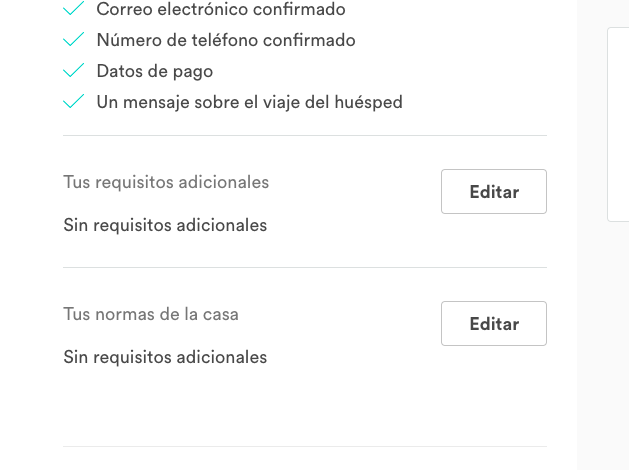 Correo electrónico confirmado
Número de teléfono confirmado
Datos de pago
Un mensaje sobre el viaje del huésped
Tus requisitos adicionales
Editar
Sin requisitos adicionales
Tus normas de la casa
Editar
Sin requisitos adicionales